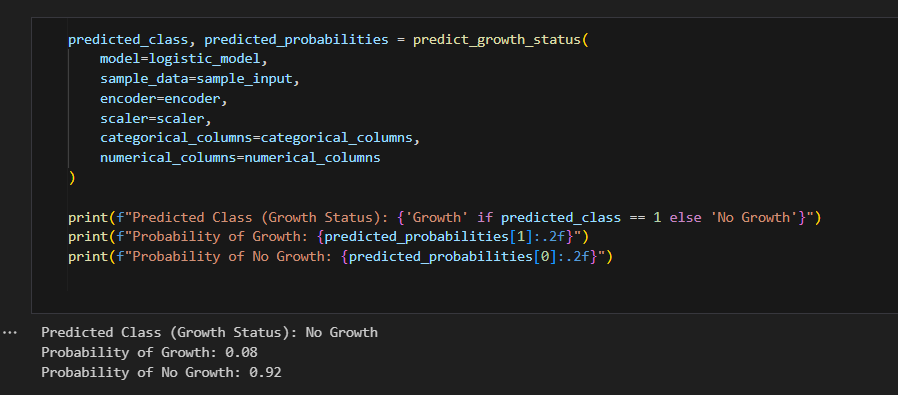 predicted_class, predicted_probabilities = predict_growth_status(
    model=logistic_model,
    sample_data=sample_input,
    encoder=encoder,
    scaler=scaler,
    categorical_columns=categorical_columns,
    numerical_columns=numerical_columns
)
print(f"Predicted Class (Growth Status): {'Growth' if predicted_class == 1 else 'No Growth'}")
print(f"Probability of Growth: {predicted_probabilities[1]:.2f}")
print(f"Probability of No Growth: {predicted_probabilities[0]:.2f}")
... Predicted Class (Growth Status): No Growth
Probability of Growth: 0.08
Probability of No Growth: 0.92